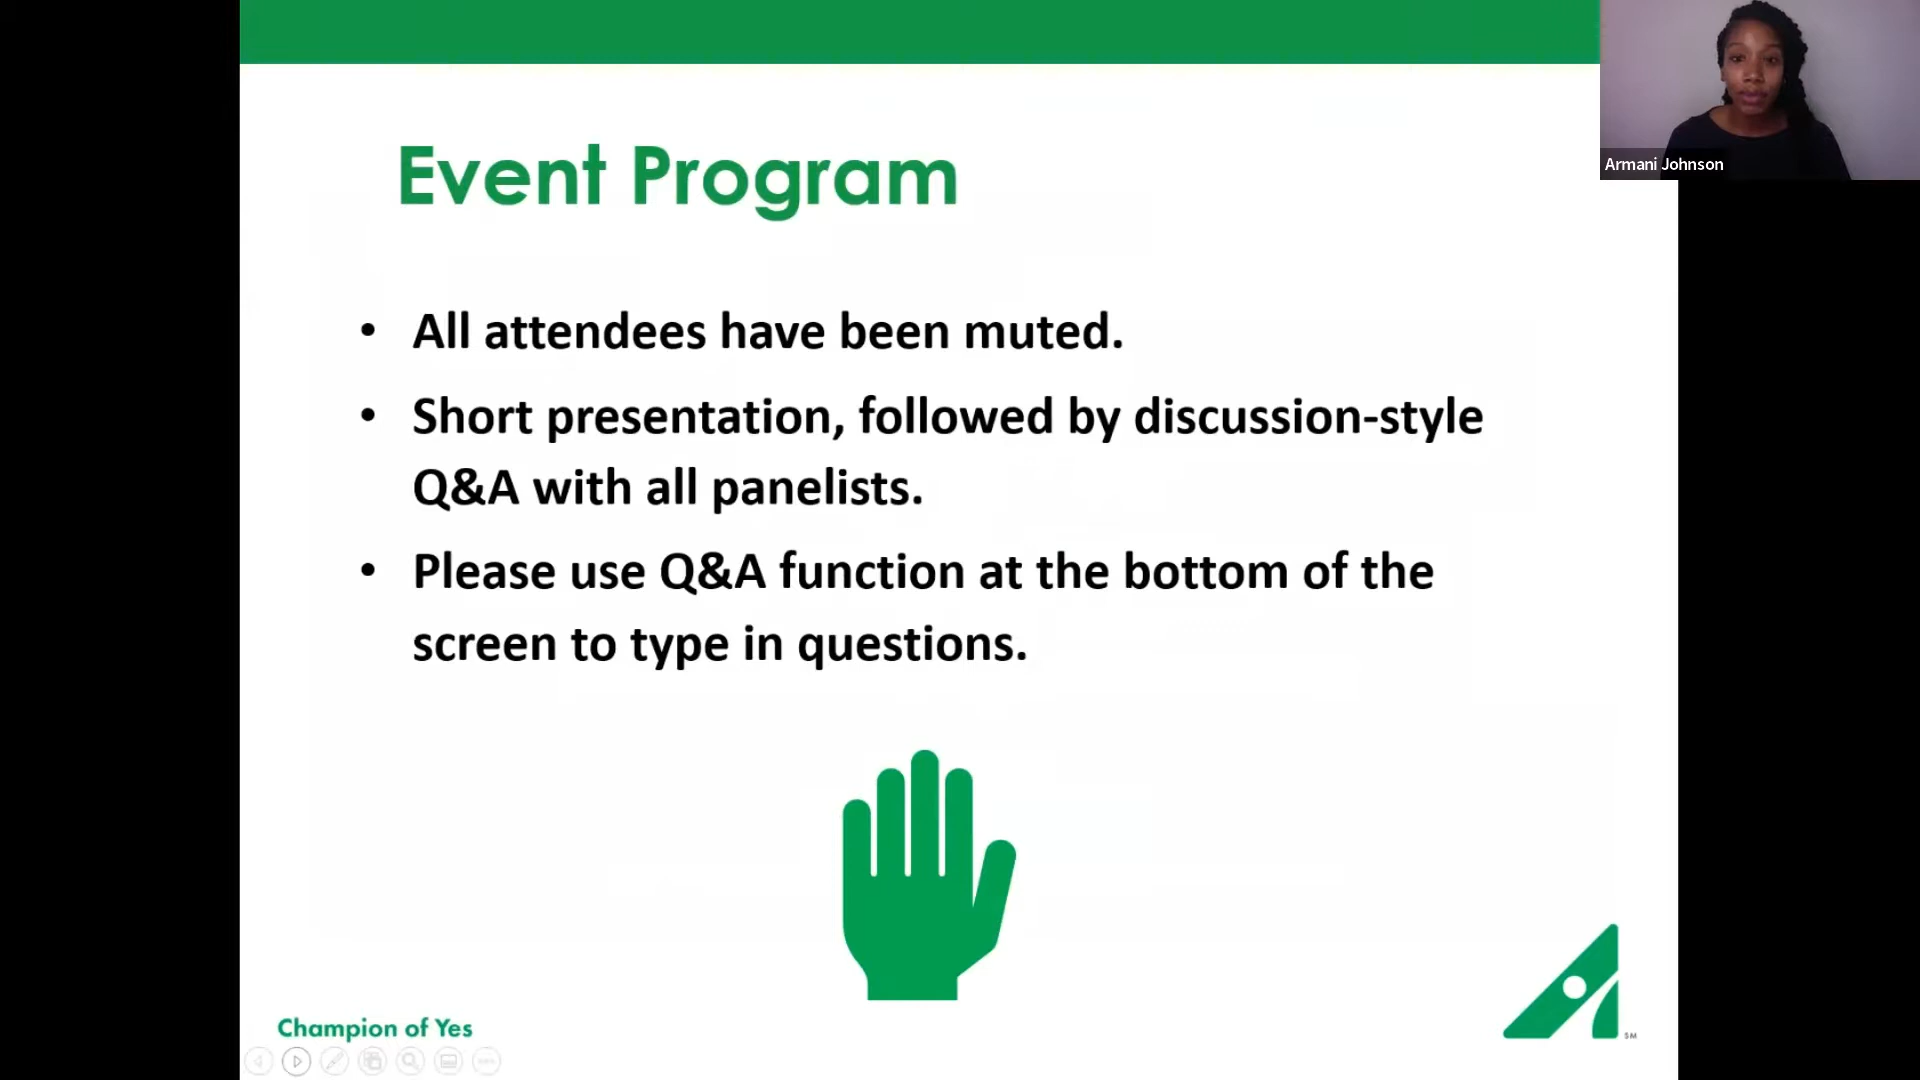 Armani Johnson
Event Program
• All attendees have been muted.
• Short presentation, followed by discussion-style
Q&A with all panelists.
• Please use Q&A function at the bottom of the
screen to type in questions.
Champion of Yes
SM